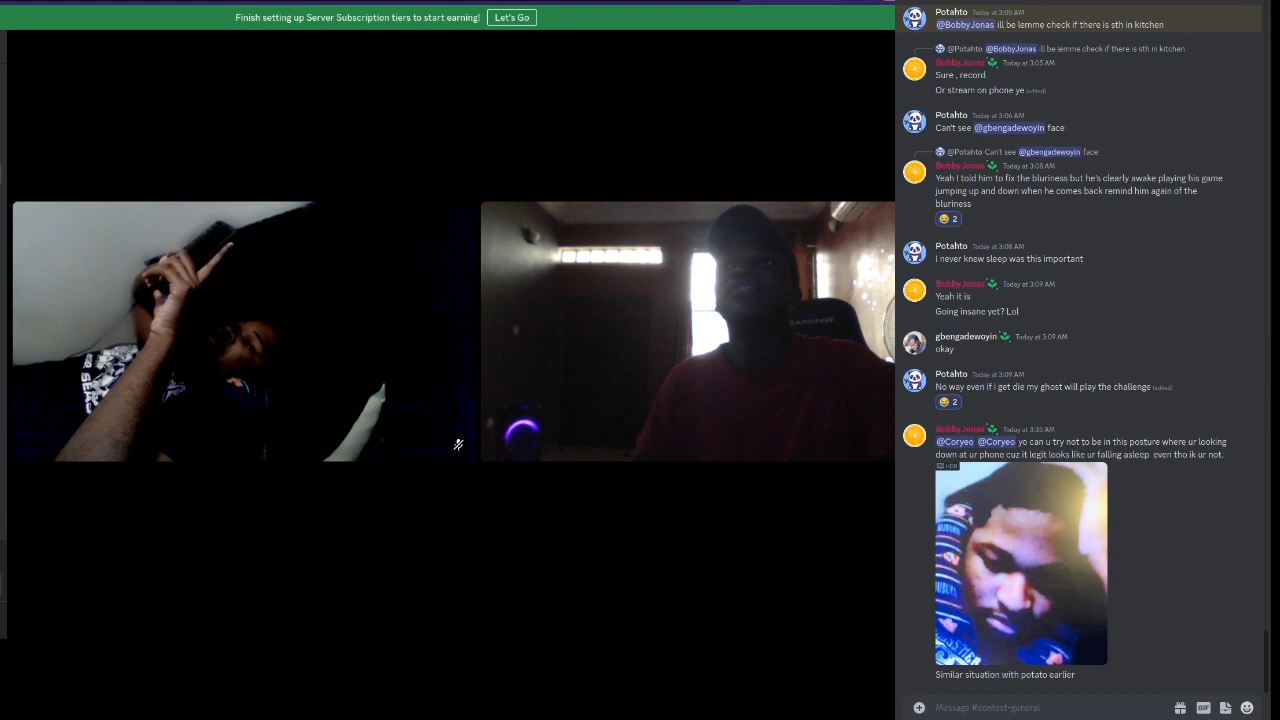 Finish setting up Server Subscription tiers to start earning! Let's Go
Potahto Today at 3:05 AM
@BobbyJonas ill be lemme check if there is sth in kitchen
@Potahto @BobbyJonas ill be lemme check if there is sth in kitchen
BobbyJonas Today at 3:05 AM
Sure , record
Or stream on phone ye (edited)
Potahto Today at 3:06 AM
Can't see @gbengadewoyin face
@Potahto Can't see @gbengadewoyin face
BobbyJonas Today at 3:08 AM
Yeah I told him to fix the bluriness but he's clearly awake playing his game
jumping up and down when he comes back remind him again of the
bluriness
2
Potahto Today at 3:08 AM
I never knew sleep was this important
BobbyJonas Today at 3:09 AM
Yeah it is
Going insane yet? Lol
gbengadewoyin Today at 3:09 AM
okay
Potahto Today at 3:09 AM
No way even if i get die my ghost will play the challenge (edited)
2
BobbyJonas Today at 3:35 AM
@Coryeo @Coryeo yo can u try not to be in this posture where ur looking
down at ur phone cuz it legit looks like ur falling asleep even tho ik ur not.
HDR
Similar situation with potato earlier
Message #contest-general
GIF